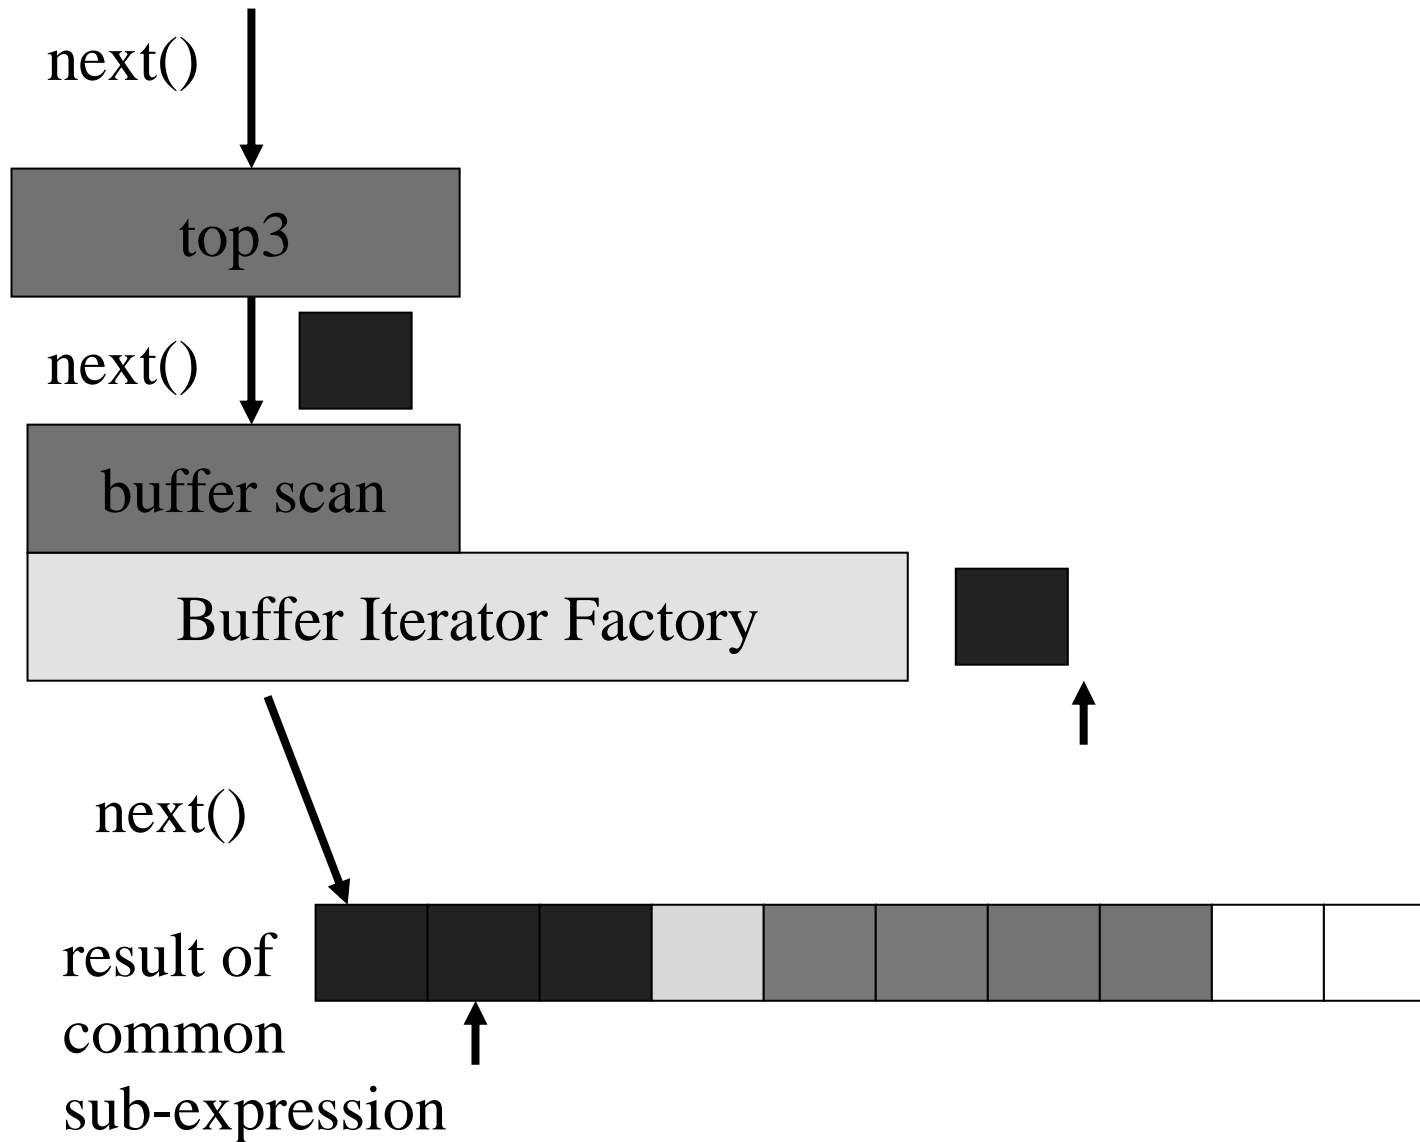 next()
top3
next()
buffer scan
Buffer Iterator Factory
next()
result of
common
sub-expression